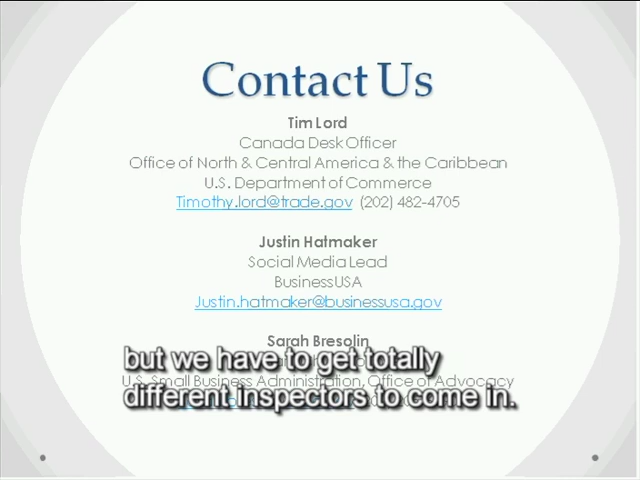 Contact Us
Tim Lord
Canada Desk Officer
Office of North & Central America & the Caribbean
U.S. Department of Commerce
Timothy.lord@trade.gov (202) 482-4705
Justin Hatmaker
Social Media Lead
BusinessUSA
Justin.hatmaker@businessusa.gov
Sarah Bresolin
but we have to get totally
U.S. Small Business Administration, Office of Advocacy
different inspectors to come in.